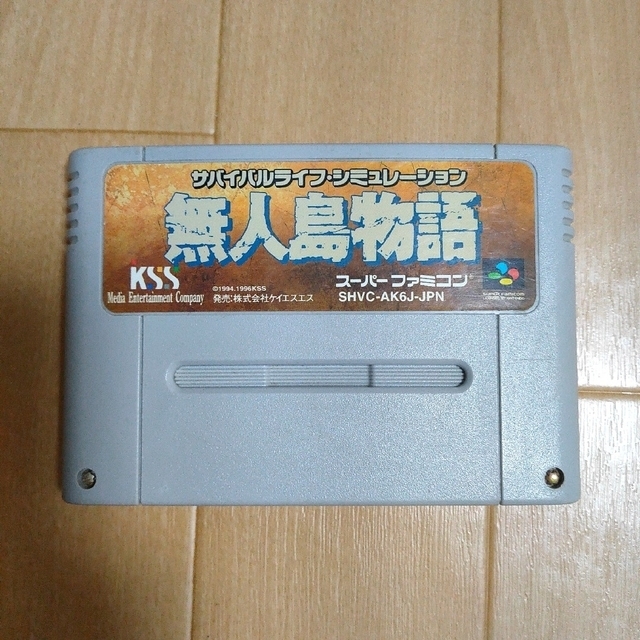 サバイバルライフ・シミュレーション
無人島物語
KSS
Media Entertainment Company
©1994.1996KSS
発売:株式会社ケイエスエス
スーパーファミコン
SHVC-AK6J-JPN
SUPER FAMICOM